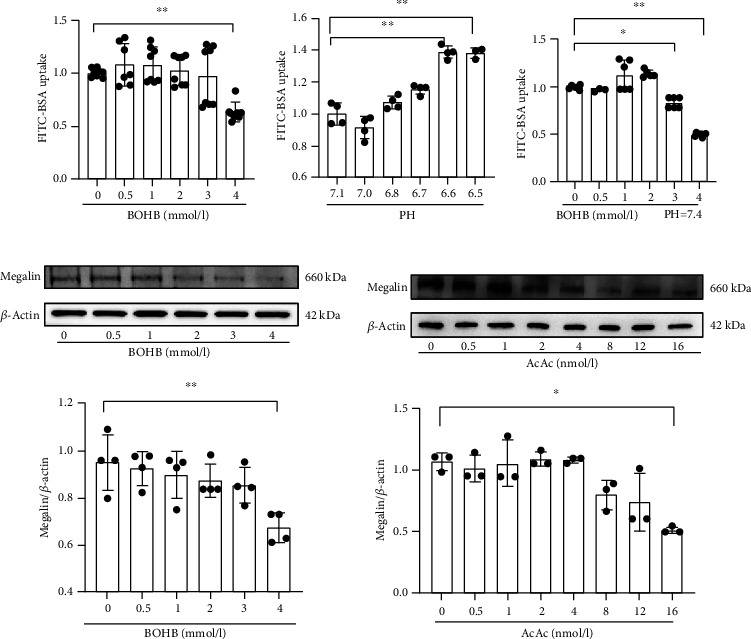 **
1.5
1.0
0.5
0.0
FITC-BSA uptake
0 0.5 1 2 3 4
BOHB (mmol/l)
**
**
1.6
1.4
1.2
1.0
0.8
0.6
FITC-BSA uptake
7.1 7.0 6.8 6.7 6.6 6.5
PH
**
*
1.5
1.0
0.5
0.0
FITC-BSA uptake
0 0.5 1 2 3 4
BOHB (mmol/l) PH=7.4
Megalin 660 kDa
β-Actin 42 kDa
0 0.5 1 2 3 4
BOHB (mmol/l)
Megalin 660 kDa
β-Actin 42 kDa
0 0.5 1 2 4 8 12 16
AcAc (nmol/l)
**
1.2
1.0
0.8
0.6
0.4
Megalin/β-actin
0 0.5 1 2 3 4
BOHB (mmol/l)
*
1.5
1.0
0.5
0.0
Megalin/β-actin
0 0.5 1 2 4 8 12 16
AcAc (nmol/l)